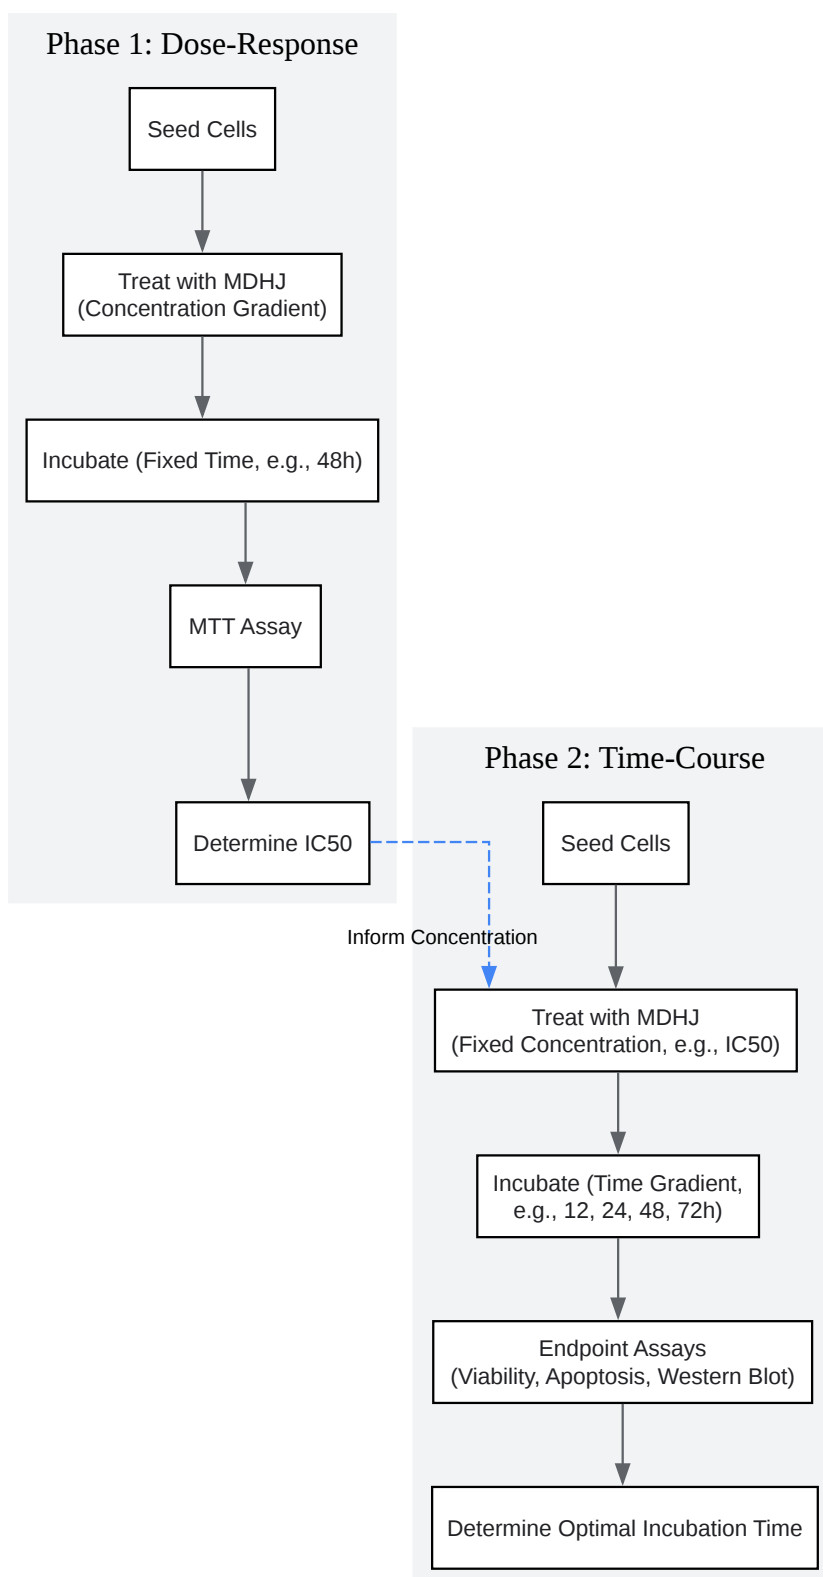 Phase 1: Dose-Response
Seed Cells
Treat with MDHJ
(Concentration Gradient)
Incubate (Fixed Time, e.g., 48h)
MTT Assay
Determine IC50
Inform Concentration
Phase 2: Time-Course
Seed Cells
Treat with MDHJ
(Fixed Concentration, e.g., IC50)
Incubate (Time Gradient,
e.g., 12, 24, 48, 72h)
Endpoint Assays
(Viability, Apoptosis, Western Blot)
Determine Optimal Incubation Time